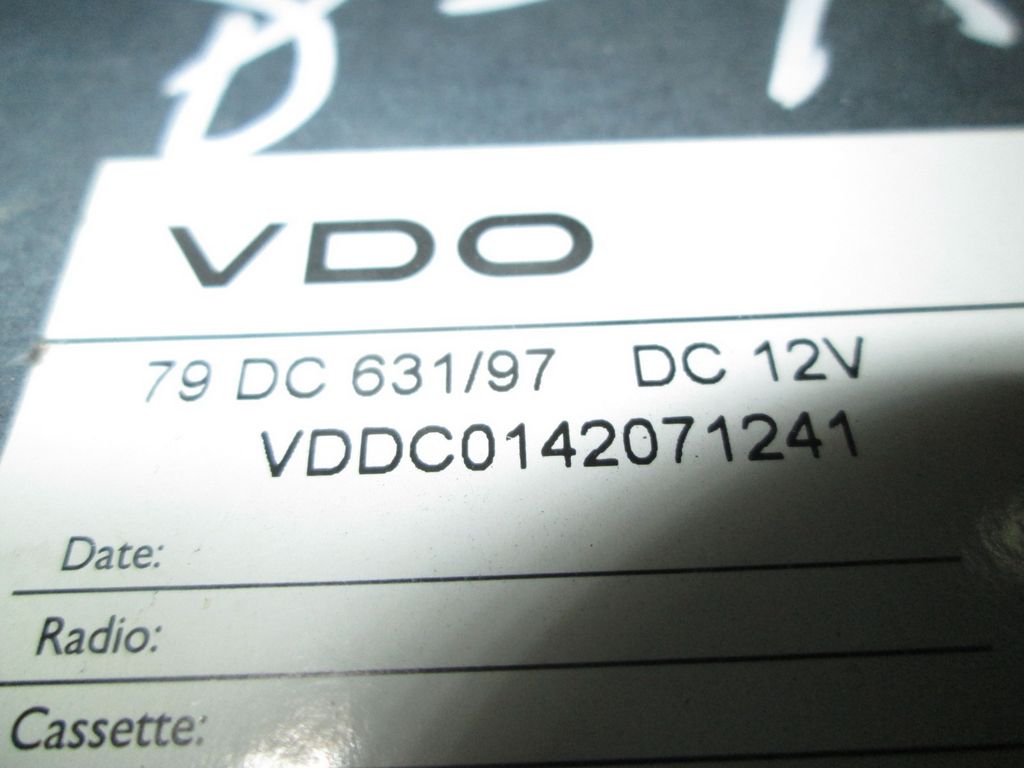 VDO
79 DC 631/97 DC 12V
VDDC0142071241
Date:
Radio:
Cassette: